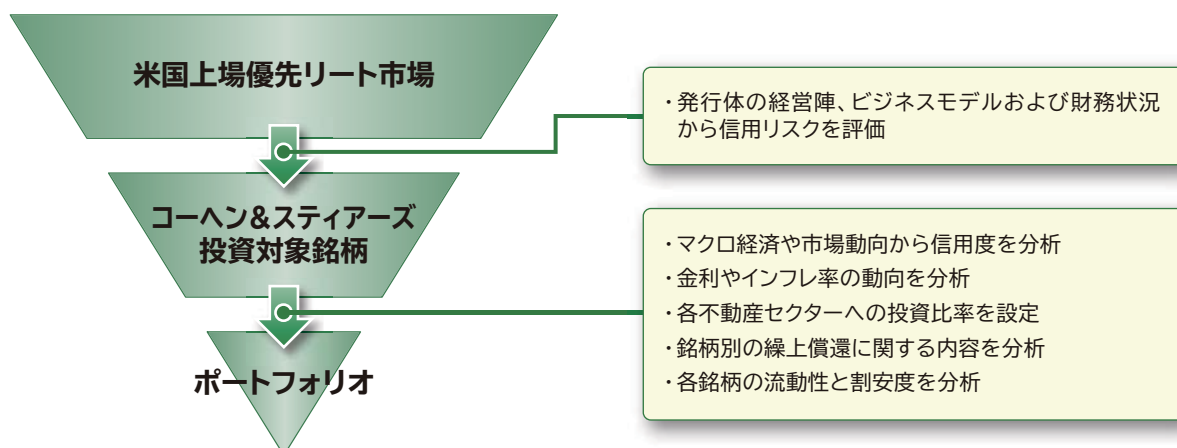 米国上場優先リート市場
・発行体の経営陣、ビジネスモデルおよび財務状況
から信用リスクを評価
コーヘン&スティアーズ
投資対象銘柄
・マクロ経済や市場動向から信用度を分析
・金利やインフレ率の動向を分析
・各不動産セクターへの投資比率を設定
・銘柄別の繰上償還に関する内容を分析
・各銘柄の流動性と割安度を分析
ポートフォリオ